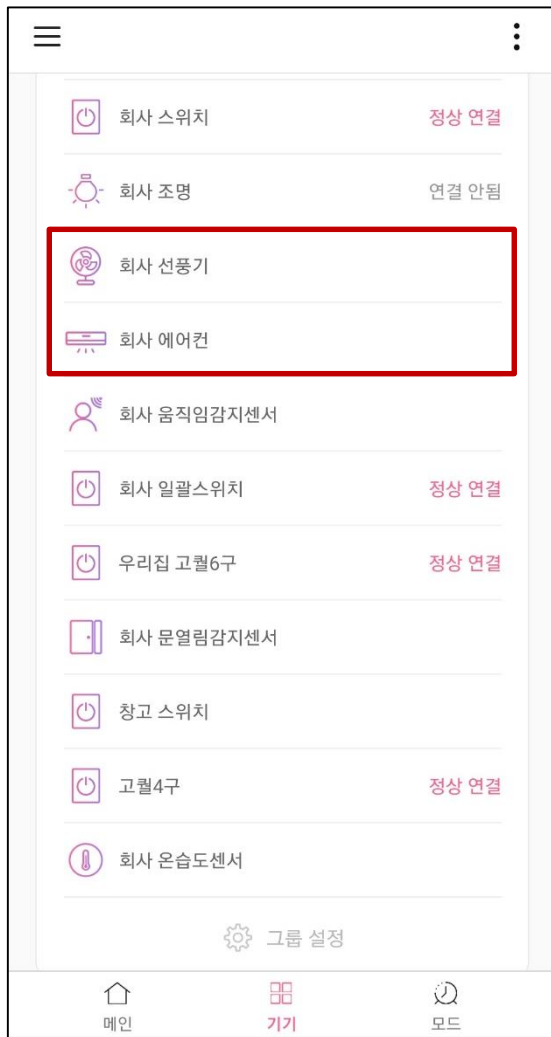 회사 스위치 정상 연결
회사 조명 연결 안됨
회사 선풍기
회사 에어컨
회사 움직임감지센서
회사 일괄스위치 정상 연결
우리집 고퀄6구 정상 연결
회사 문열림감지센서
창고 스위치
고퀄4구 정상 연결
회사 온습도센서
그룹 설정
메인 기기 모드